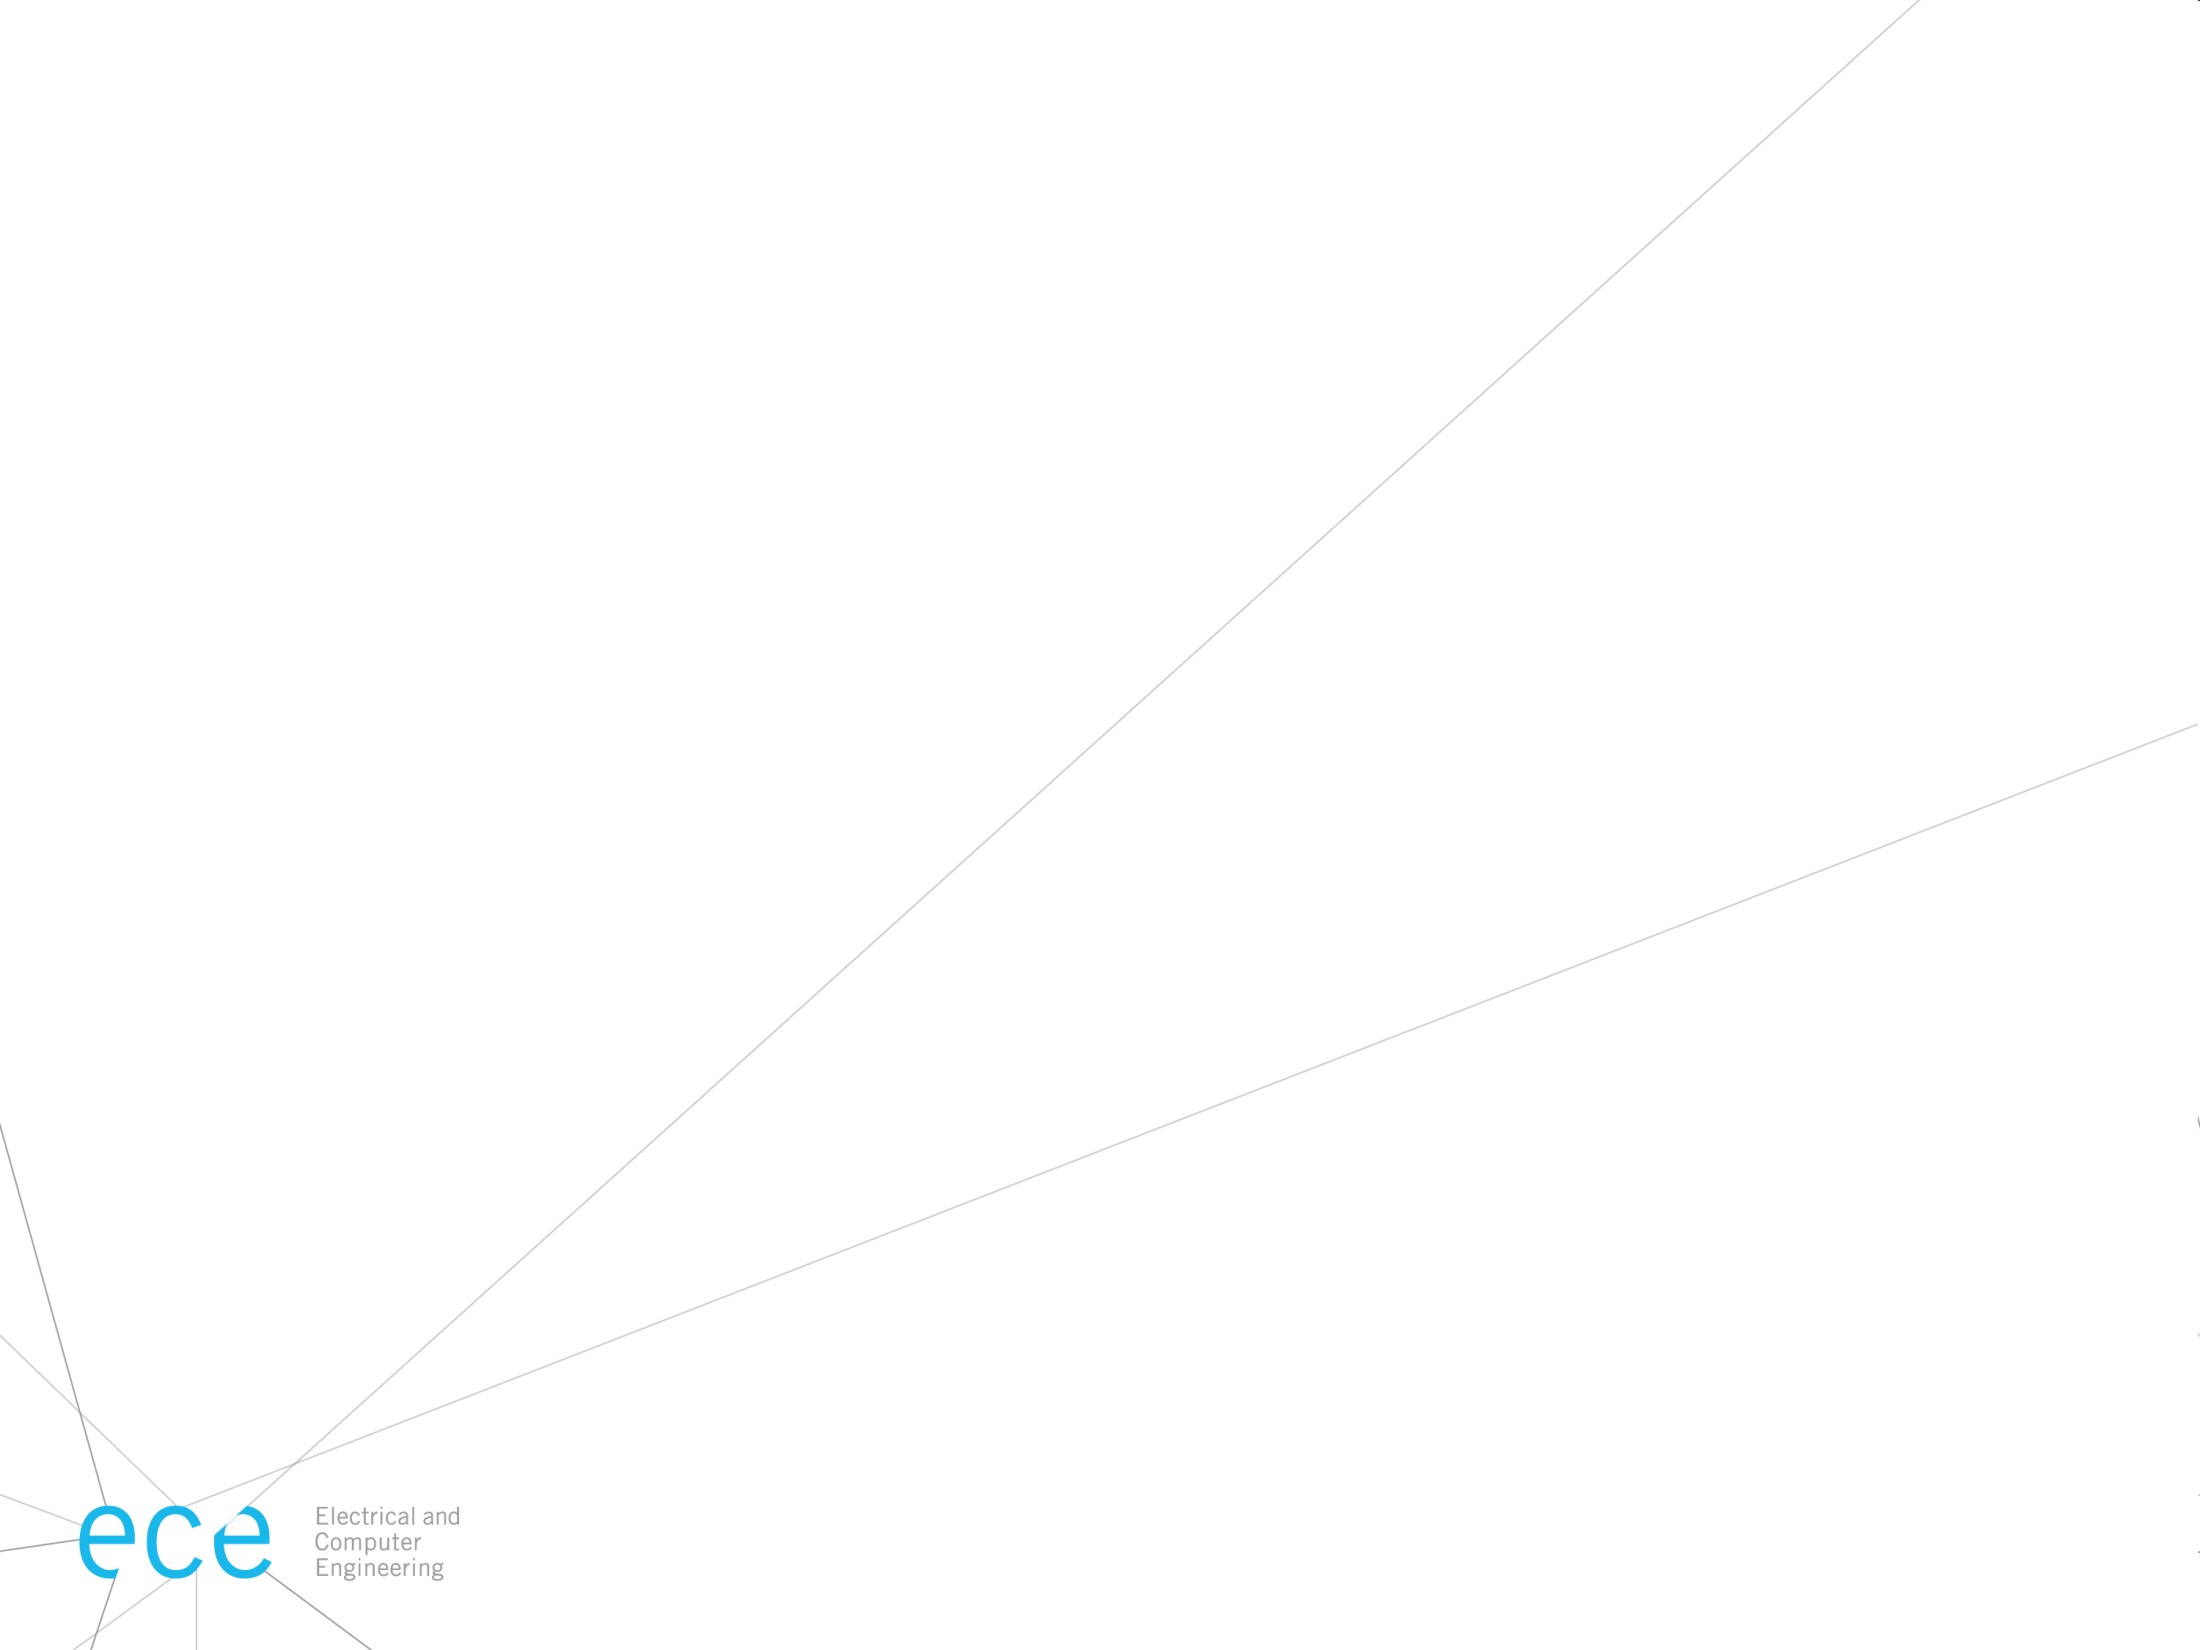 ece
Electrical and
Computer
Engineering